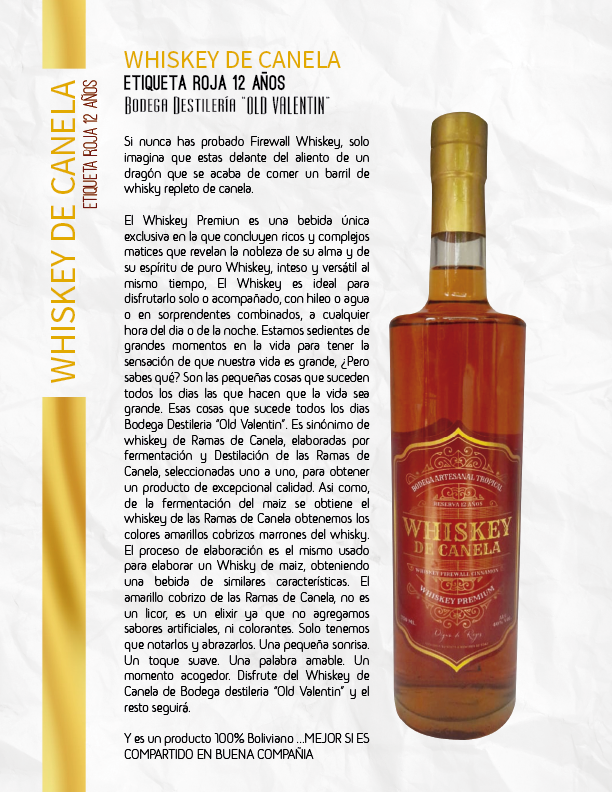 WHISKEY DE CANELA
ETIQUETA ROJA 12 AÑOS
WHISKEY DE CANELA
ETIQUETA ROJA 12 AÑOS
Bodega Destilería "OLD VALENTIN"
Si nunca has probado Firewall Whiskey, solo
imagina que estas delante del aliento de un
dragón que se acaba de comer un barril de
whisky repleto de canela.
El Whiskey Premiun es una bebida única
exclusiva en la que concluyen ricos y complejos
matices que revelan la nobleza de su alma y de
su espíritu de puro Whiskey, inteso y versátil al
mismo tiempo, El Whiskey es ideal para
disfrutarlo solo o acompañado, con hileo o agua
o en sorprendentes combinados, a cualquier
hora del dia o de la noche. Estamos sedientes de
grandes momentos en la vida para tener la
sensación de que nuestra vida es grande, ¿Pero
sabes qué? Son las pequeñas cosas que suceden
todos los dias las que hacen que la vida sea
grande. Esas cosas que sucede todos los dias
Bodega Destileria "Old Valentin". Es sinónimo de
whiskey de Ramas de Canela, elaboradas por
fermentación y Destilación de las Ramas de
Canela, seleccionadas uno a uno, para obtener
un producto de excepcional calidad. Asi como,
de la fermentación del maiz se obtiene el
whiskey de las Ramas de Canela obtenemos los
colores amarillos cobrizos marrones del whisky.
El proceso de elaboración es el mismo usado
para elaborar un Whisky de maiz, obteniendo
una bebida de similares características. El
amarillo cobrizo de las Ramas de Canela, no es
un licor, es un elixir ya que no agregamos
sabores artificiales, ni colorantes. Solo tenemos
que notarlos y abrazarlos. Una pequeña sonrisa.
Un toque suave. Una palabra amable. Un
momento acogedor. Disfrute del Whiskey de
Canela de Bodega destileria "Old Valentin" y el
resto seguirá.
Y es un producto 100% Boliviano ...MEJOR SI ES
COMPARTIDO EN BUENA COMPAÑIA
BODEGA ARTESANAL TROPICAL
RESERVA 12 AÑOS
WHISKEY
DE CANELA
WHISKEY FIREWALL CINNAMON
WHISKEY PREMIUM